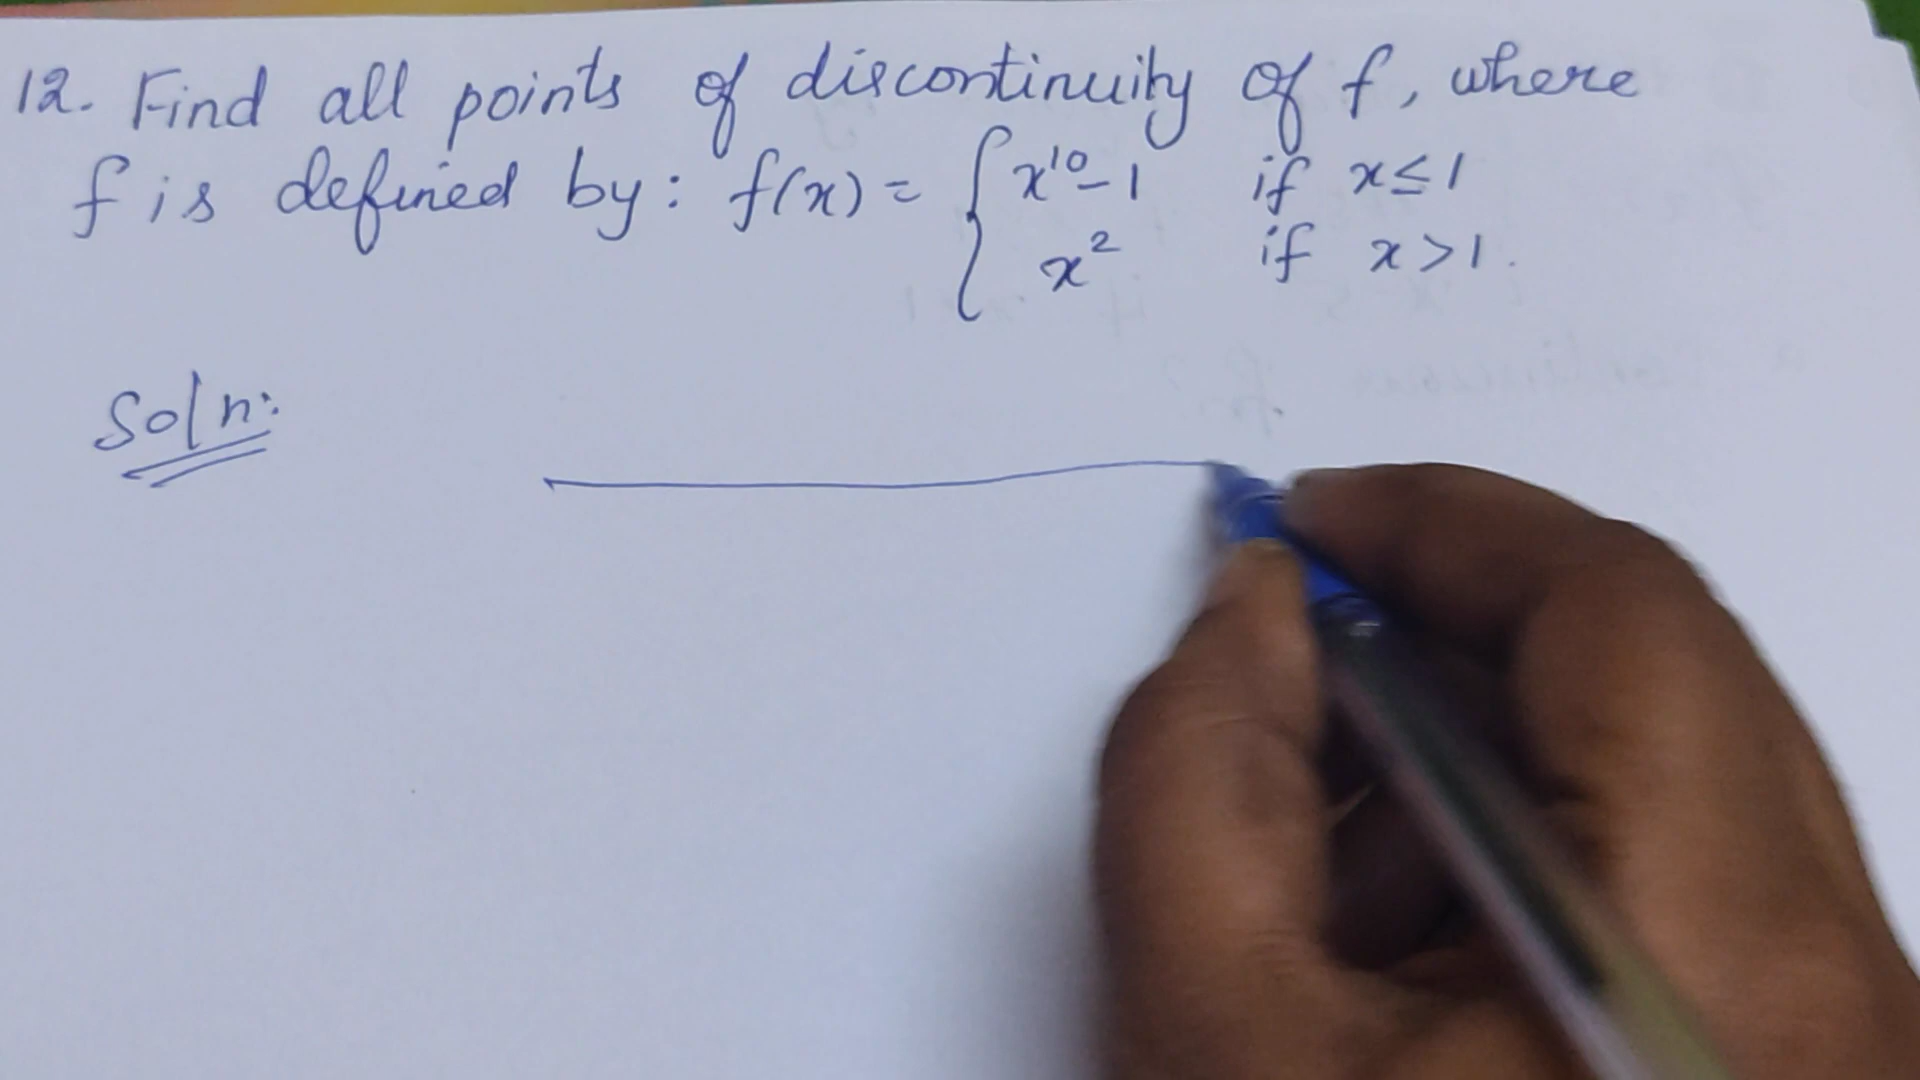 12. Find all points of discontinuity of f, where
f is defined by: f(x) = { x¹⁰-1 if x≤1
x² if x>1.
Soln: